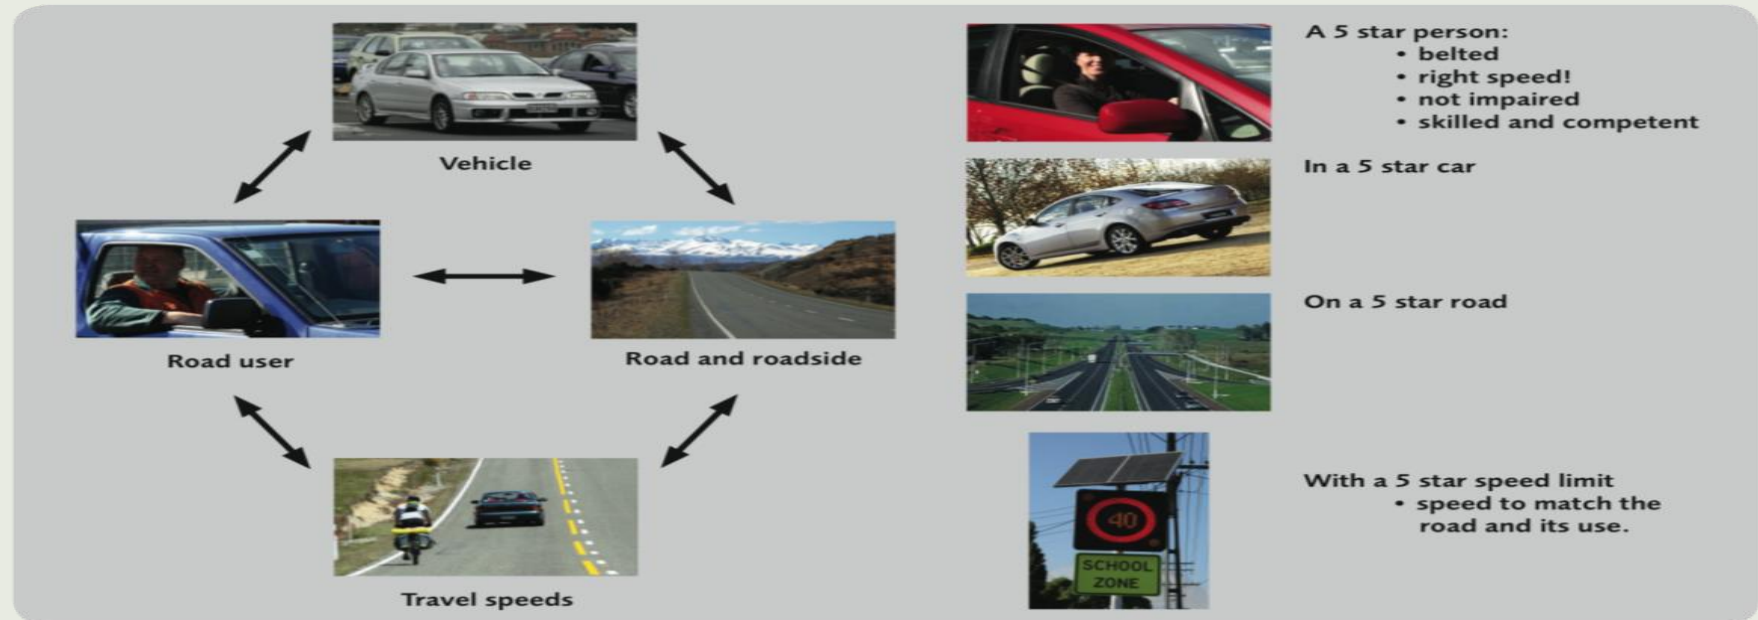 Vehicle
Road user
Road and roadside
Travel speeds
A 5 star person:
• belted
• right speed!
• not impaired
• skilled and competent
In a 5 star car
On a 5 star road
With a 5 star speed limit
• speed to match the
road and its use.
40
SCHOOL
ZONE